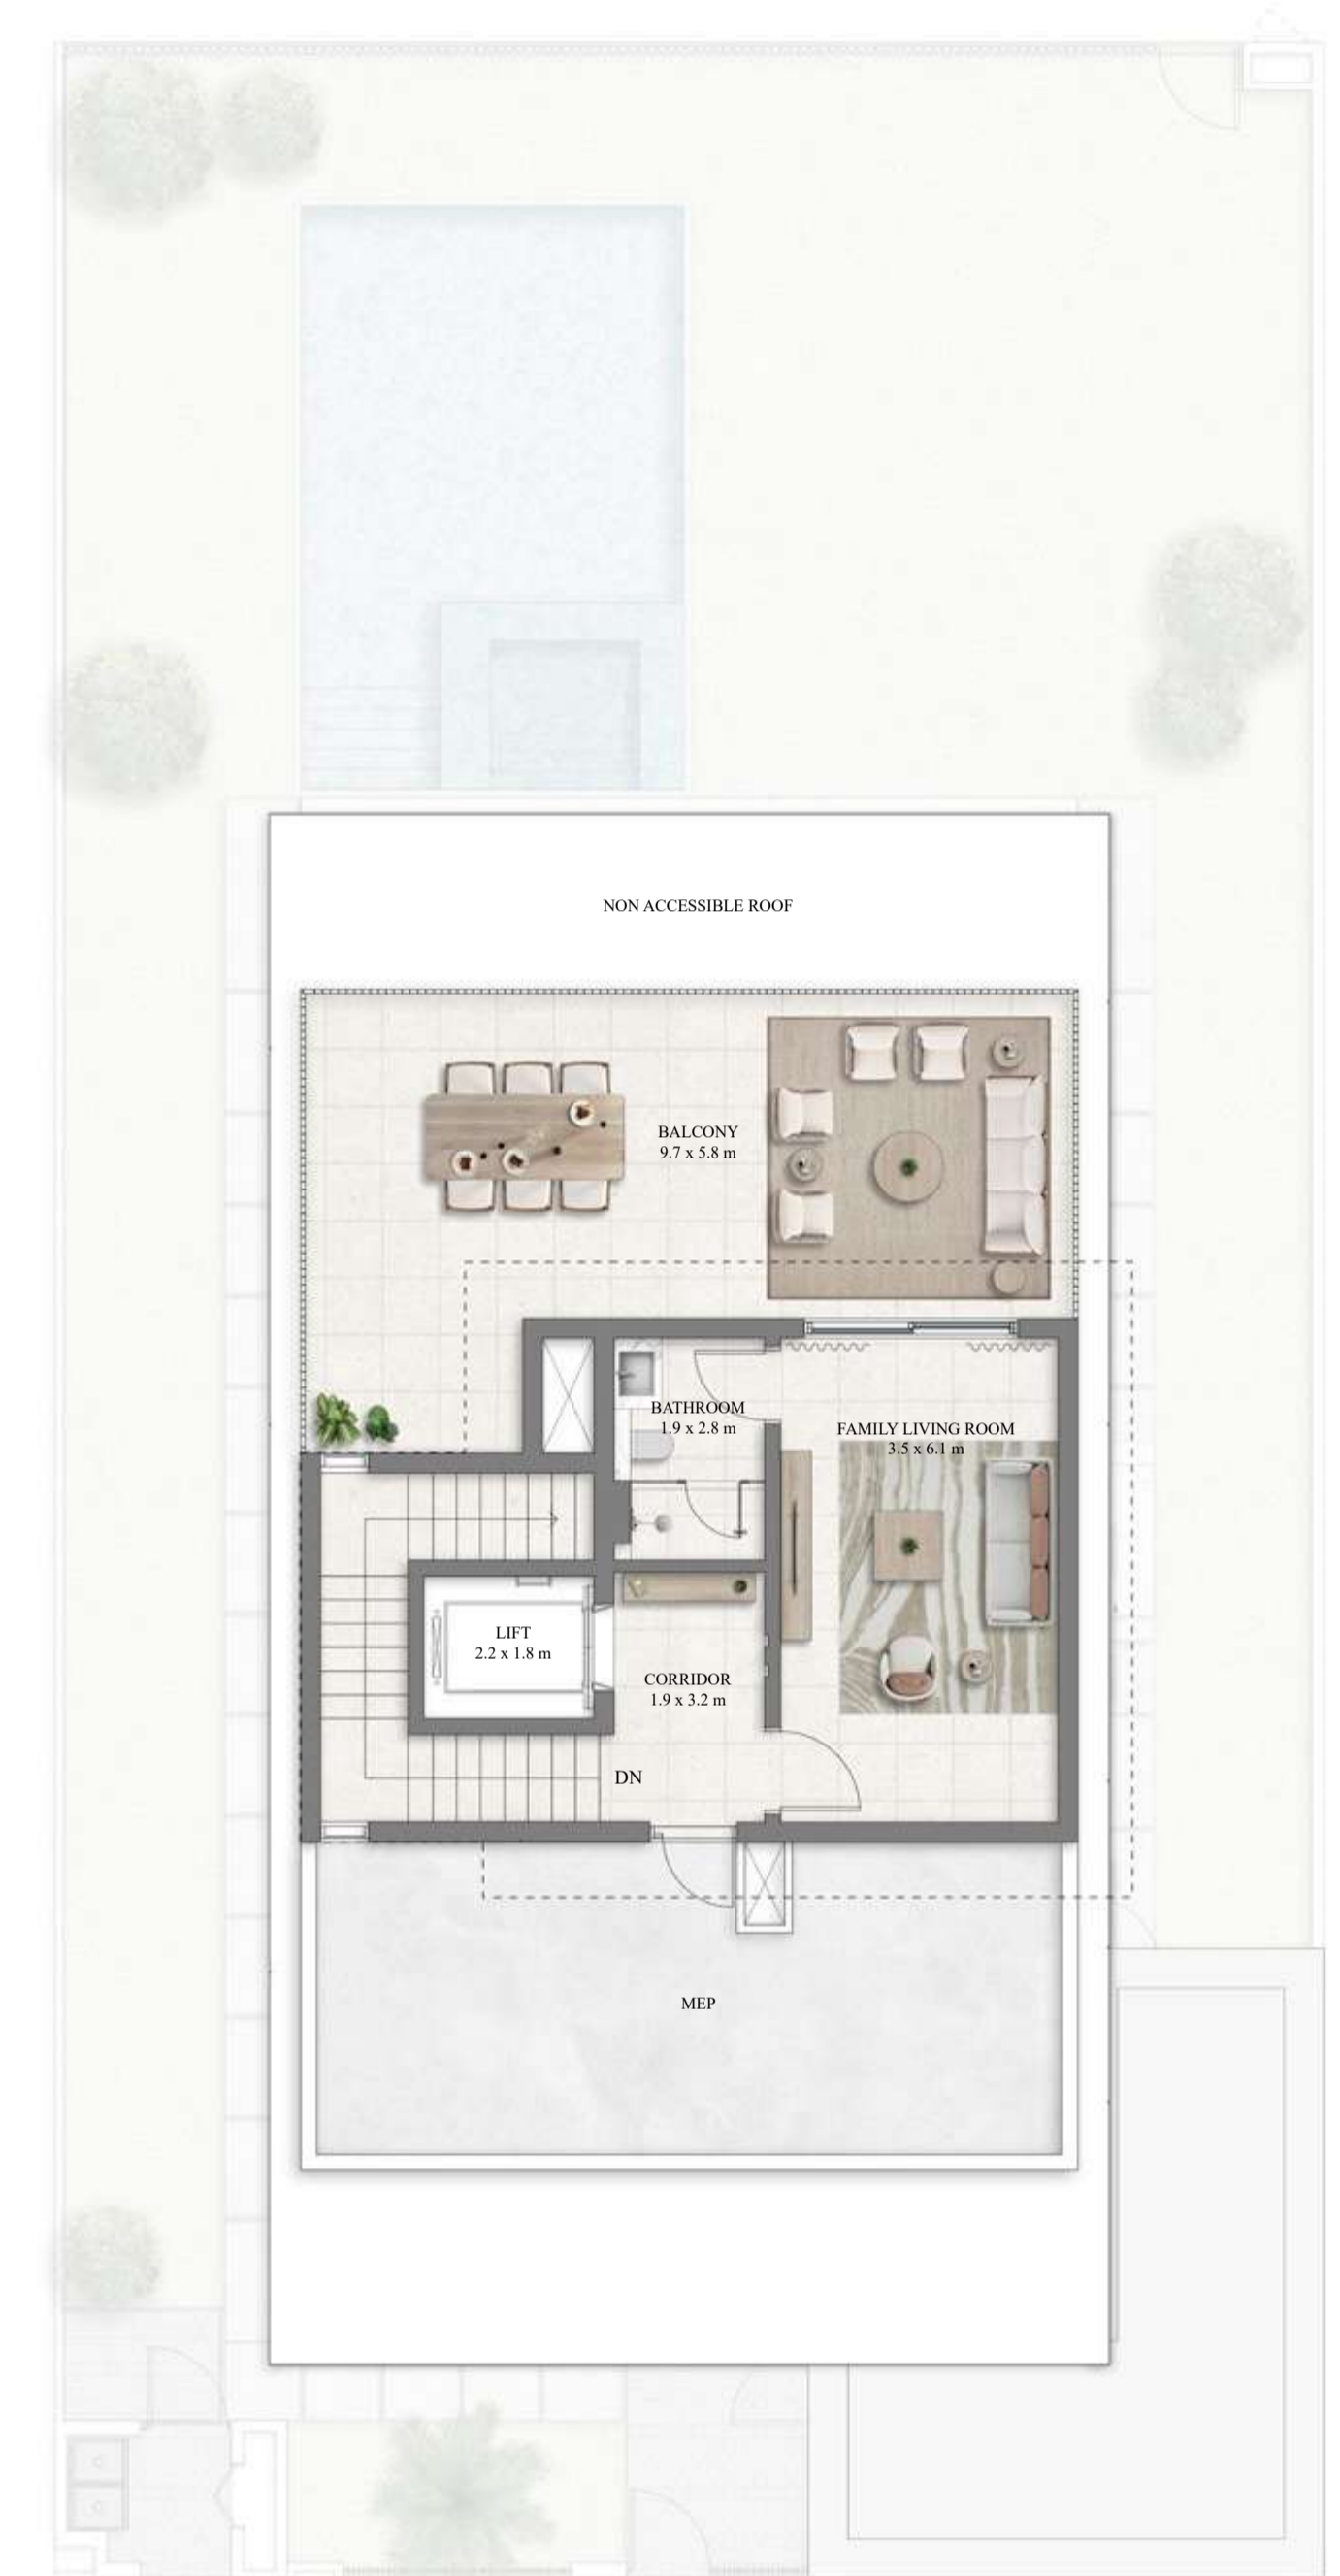 NON ACCESSIBLE ROOF
BALCONY
9.7 x 5.8 m
BATHROOM
1.9 x 2.8 m
FAMILY LIVING ROOM
3.5 x 6.1 m
LIFT
2.2 x 1.8 m
CORRIDOR
1.9 x 3.2 m
DN
MEP